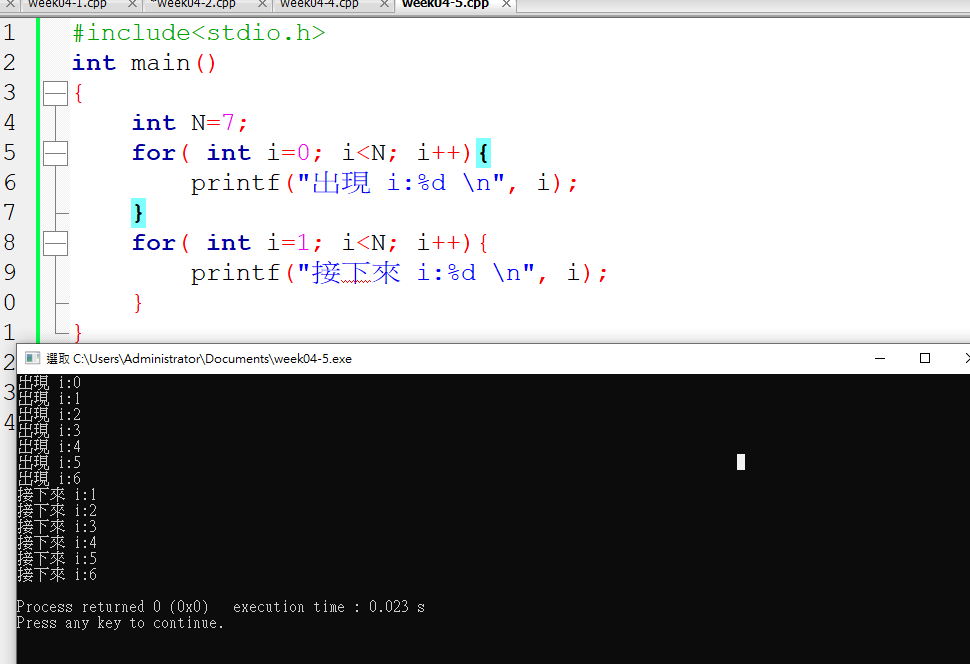 week04-1.cpp *week04-2.cpp week04-4.cpp week04-5.cpp
1 #include<stdio.h>
2 int main()
3 {
4 int N=7;
5 for( int i=0; i<N; i++){
6 printf("出現 i:%d \n", i);
7 }
8 for( int i=1; i<N; i++){
9 printf("接下來 i:%d \n", i);
0 }
1 }
2 選取 C:\Users\Administrator\Documents\week04-5.exe
3
4
出現 i:0
出現 i:1
出現 i:2
出現 i:3
出現 i:4
出現 i:5
出現 i:6
接下來 i:1
接下來 i:2
接下來 i:3
接下來 i:4
接下來 i:5
接下來 i:6
Process returned 0 (0x0) execution time : 0.023 s
Press any key to continue.